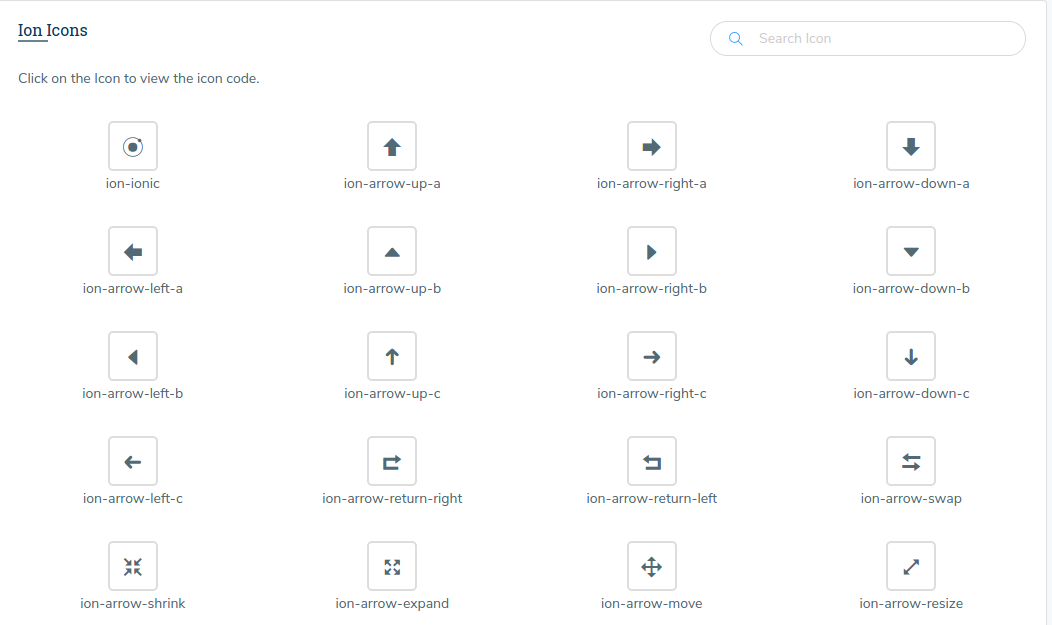 Ion Icons
Search Icon
Click on the Icon to view the icon code.
ion-ionic
ion-arrow-up-a
ion-arrow-right-a
ion-arrow-down-a
ion-arrow-left-a
ion-arrow-up-b
ion-arrow-right-b
ion-arrow-down-b
ion-arrow-left-b
ion-arrow-up-c
ion-arrow-right-c
ion-arrow-down-c
ion-arrow-left-c
ion-arrow-return-right
ion-arrow-return-left
ion-arrow-swap
ion-arrow-shrink
ion-arrow-expand
ion-arrow-move
ion-arrow-resize